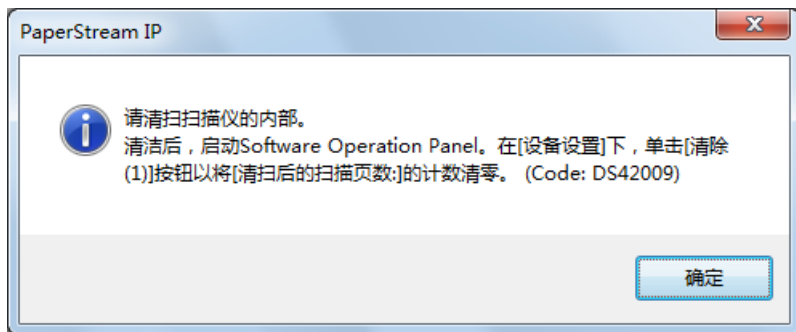 PaperStream IP
请清扫扫描仪的内部。
清洁后，启动Software Operation Panel。在[设备设置]下，单击[清除
(1)]按钮以将[清扫后的扫描页数:]的计数清零。 (Code: DS42009)
确定